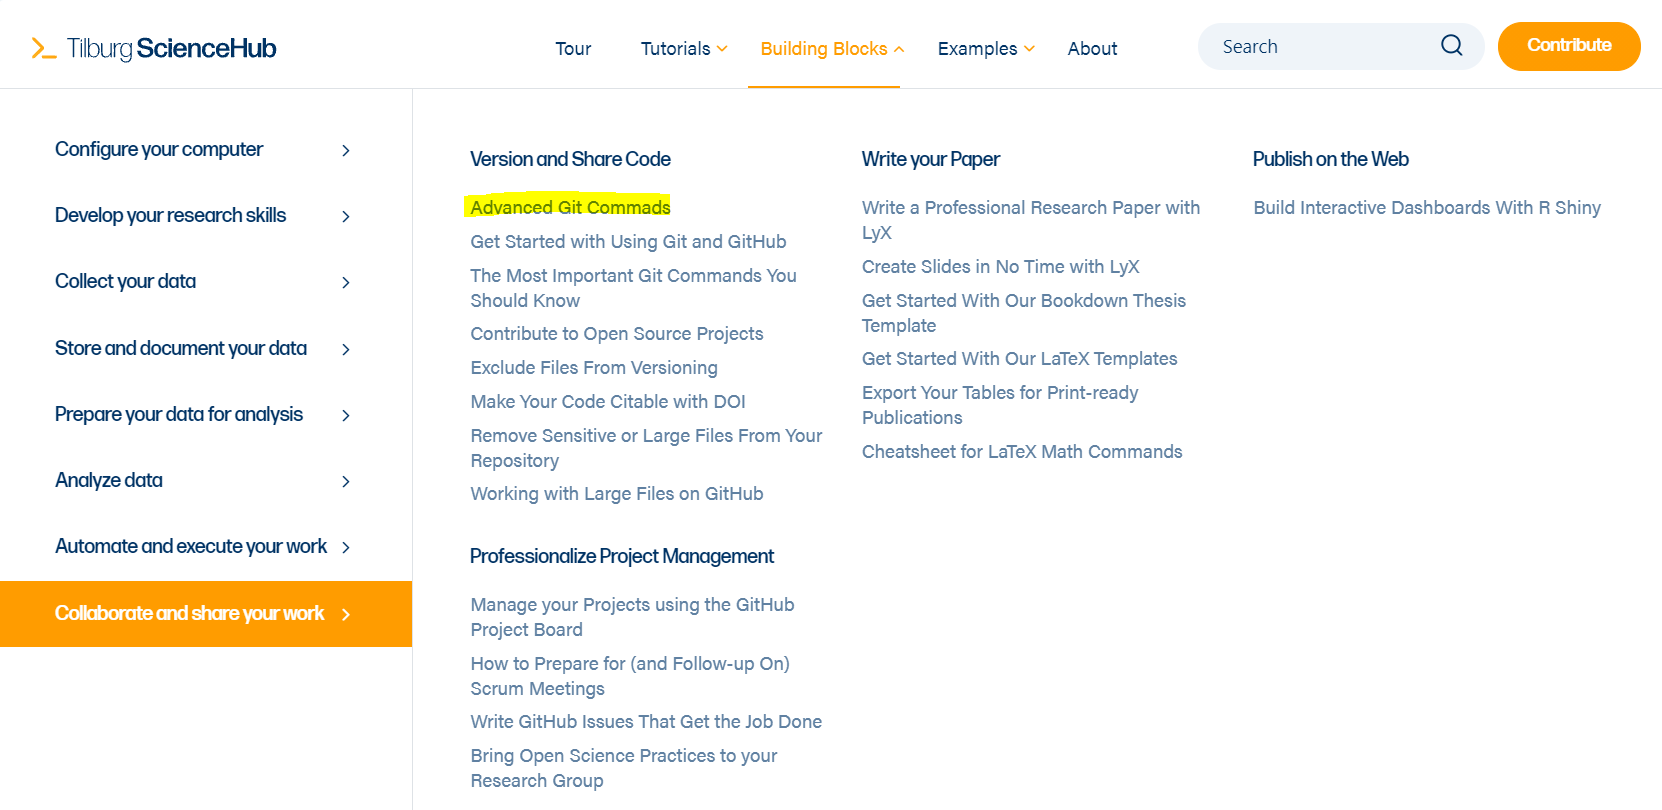 Tilburg ScienceHub
Tour
Tutorials
Building Blocks
Examples
About
Search
Contribute
Configure your computer
Develop your research skills
Collect your data
Store and document your data
Prepare your data for analysis
Analyze data
Automate and execute your work
Collaborate and share your work
Version and Share Code
Advanced Git Commads
Get Started with Using Git and GitHub
The Most Important Git Commands You
Should Know
Contribute to Open Source Projects
Exclude Files From Versioning
Make Your Code Citable with DOI
Remove Sensitive or Large Files From Your
Repository
Working with Large Files on GitHub
Professionalize Project Management
Manage your Projects using the GitHub
Project Board
How to Prepare for (and Follow-up On)
Scrum Meetings
Write GitHub Issues That Get the Job Done
Bring Open Science Practices to your
Research Group
Write your Paper
Write a Professional Research Paper with
LyX
Create Slides in No Time with LyX
Get Started With Our Bookdown Thesis
Template
Get Started With Our LaTeX Templates
Export Your Tables for Print-ready
Publications
Cheatsheet for LaTeX Math Commands
Publish on the Web
Build Interactive Dashboards With R Shiny